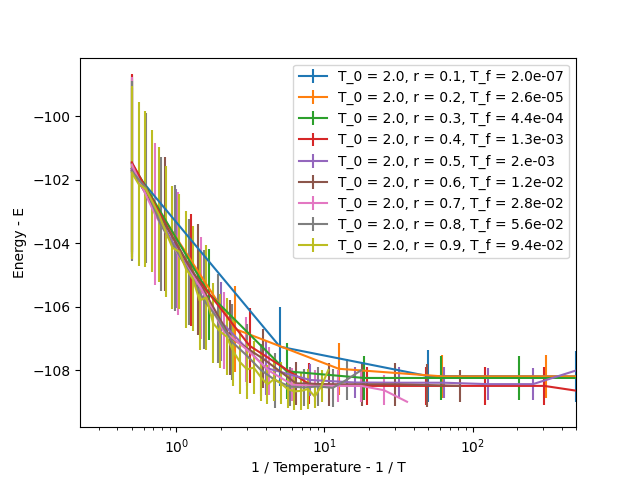 T_0 = 2.0, r = 0.1, T_f = 2.0e-07
T_0 = 2.0, r = 0.2, T_f = 2.6e-05
T_0 = 2.0, r = 0.3, T_f = 4.4e-04
T_0 = 2.0, r = 0.4, T_f = 1.3e-03
T_0 = 2.0, r = 0.5, T_f = 2.e-03
T_0 = 2.0, r = 0.6, T_f = 1.2e-02
T_0 = 2.0, r = 0.7, T_f = 2.8e-02
T_0 = 2.0, r = 0.8, T_f = 5.6e-02
T_0 = 2.0, r = 0.9, T_f = 9.4e-02
Energy - E
−100
−102
−104
−106
−108
10⁰ 10¹ 10²
1 / Temperature - 1 / T